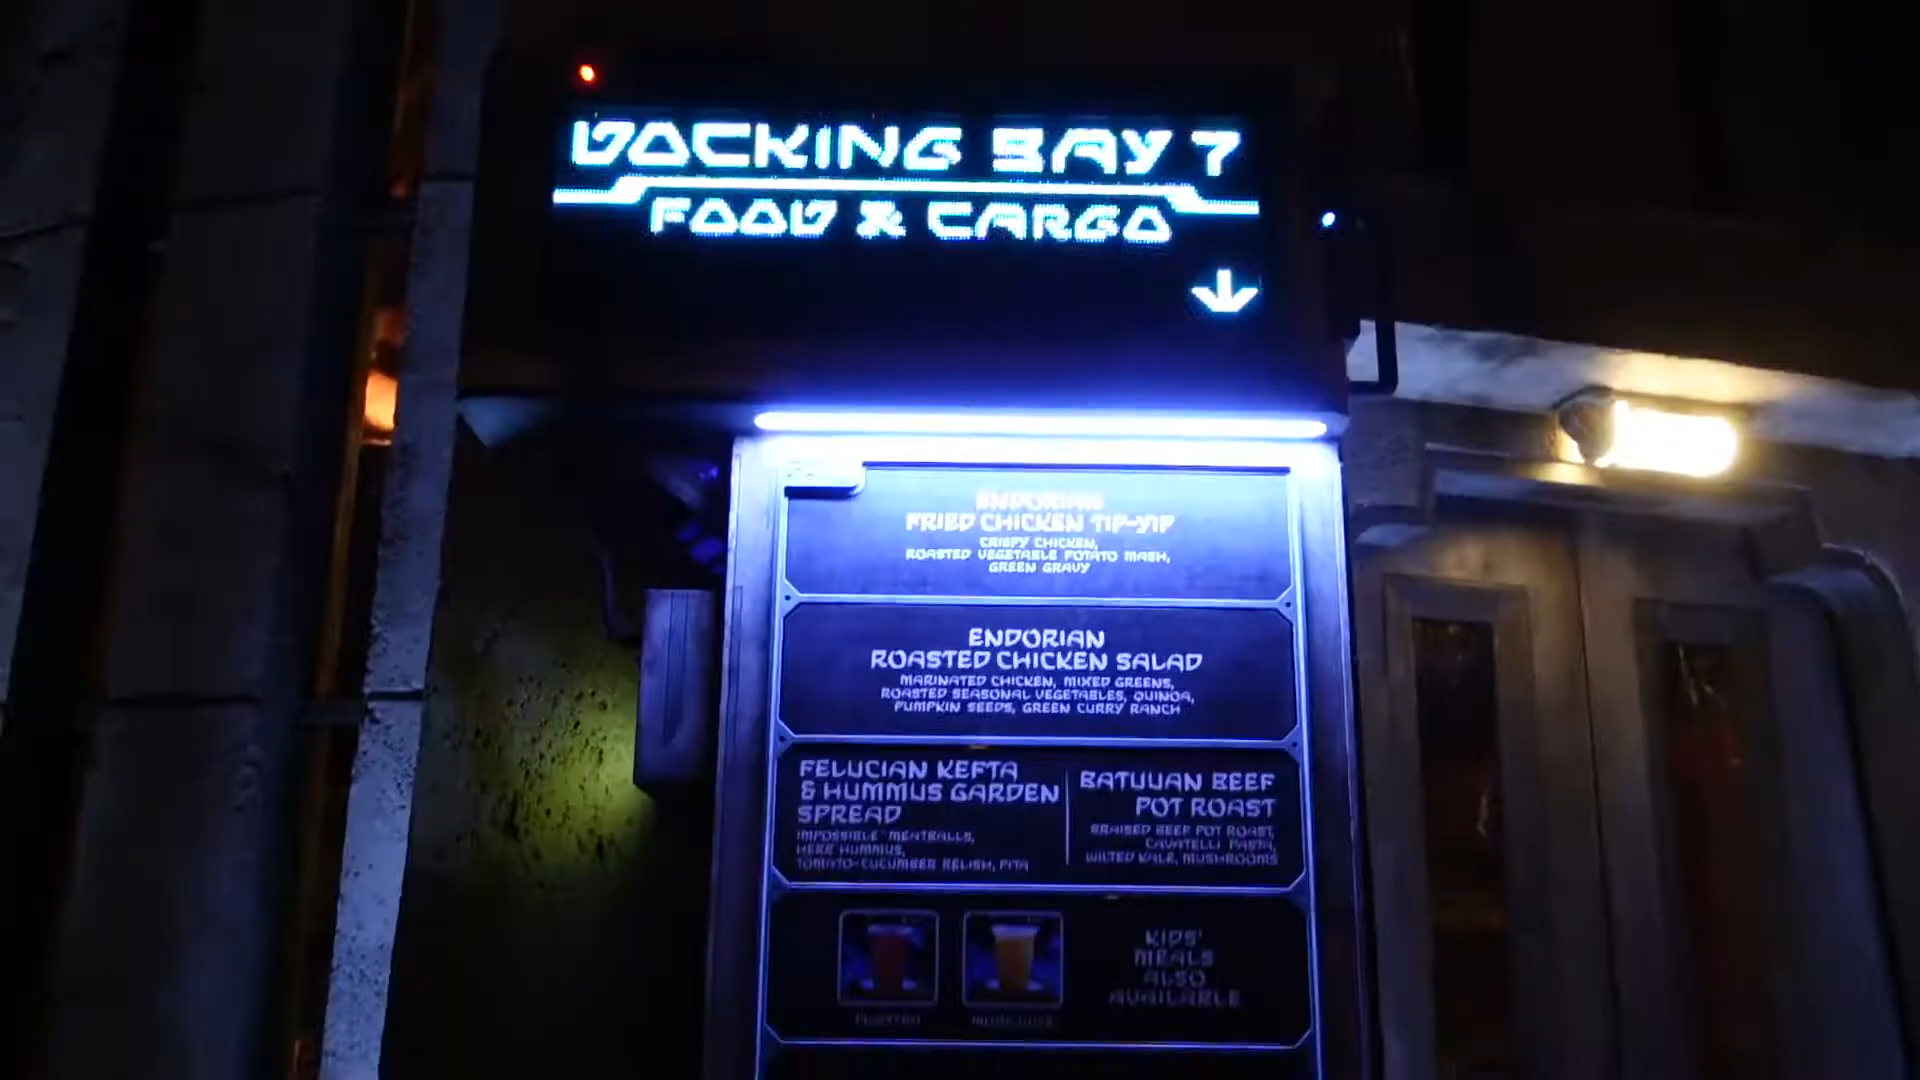 DOCKING BAY 7
FOOD & CARGO
ENDORIAN
FRIED CHICKEN TIP-YIP
CRISPY CHICKEN,
ROASTED VEGETABLE POTATO MASH,
GREEN GRAVY
ENDORIAN
ROASTED CHICKEN SALAD
MARINATED CHICKEN, MIXED GREENS,
ROASTED SEASONAL VEGETABLES, QUINOA,
PUMPKIN SEEDS, GREEN CURRY RANCH
FELUCIAN KEFTA
& HUMMUS GARDEN
SPREAD
IMPOSSIBLE™ MEATBALLS,
HERB HUMMUS,
TOMATO-CUCUMBER RELISH, PITA
BATUUAN BEEF
POT ROAST
BRAISED BEEF POT ROAST,
CAVATELLI PASTA,
WILTED KALE, MUSHROOMS
KIDS'
MEALS
ALSO
AVAILABLE